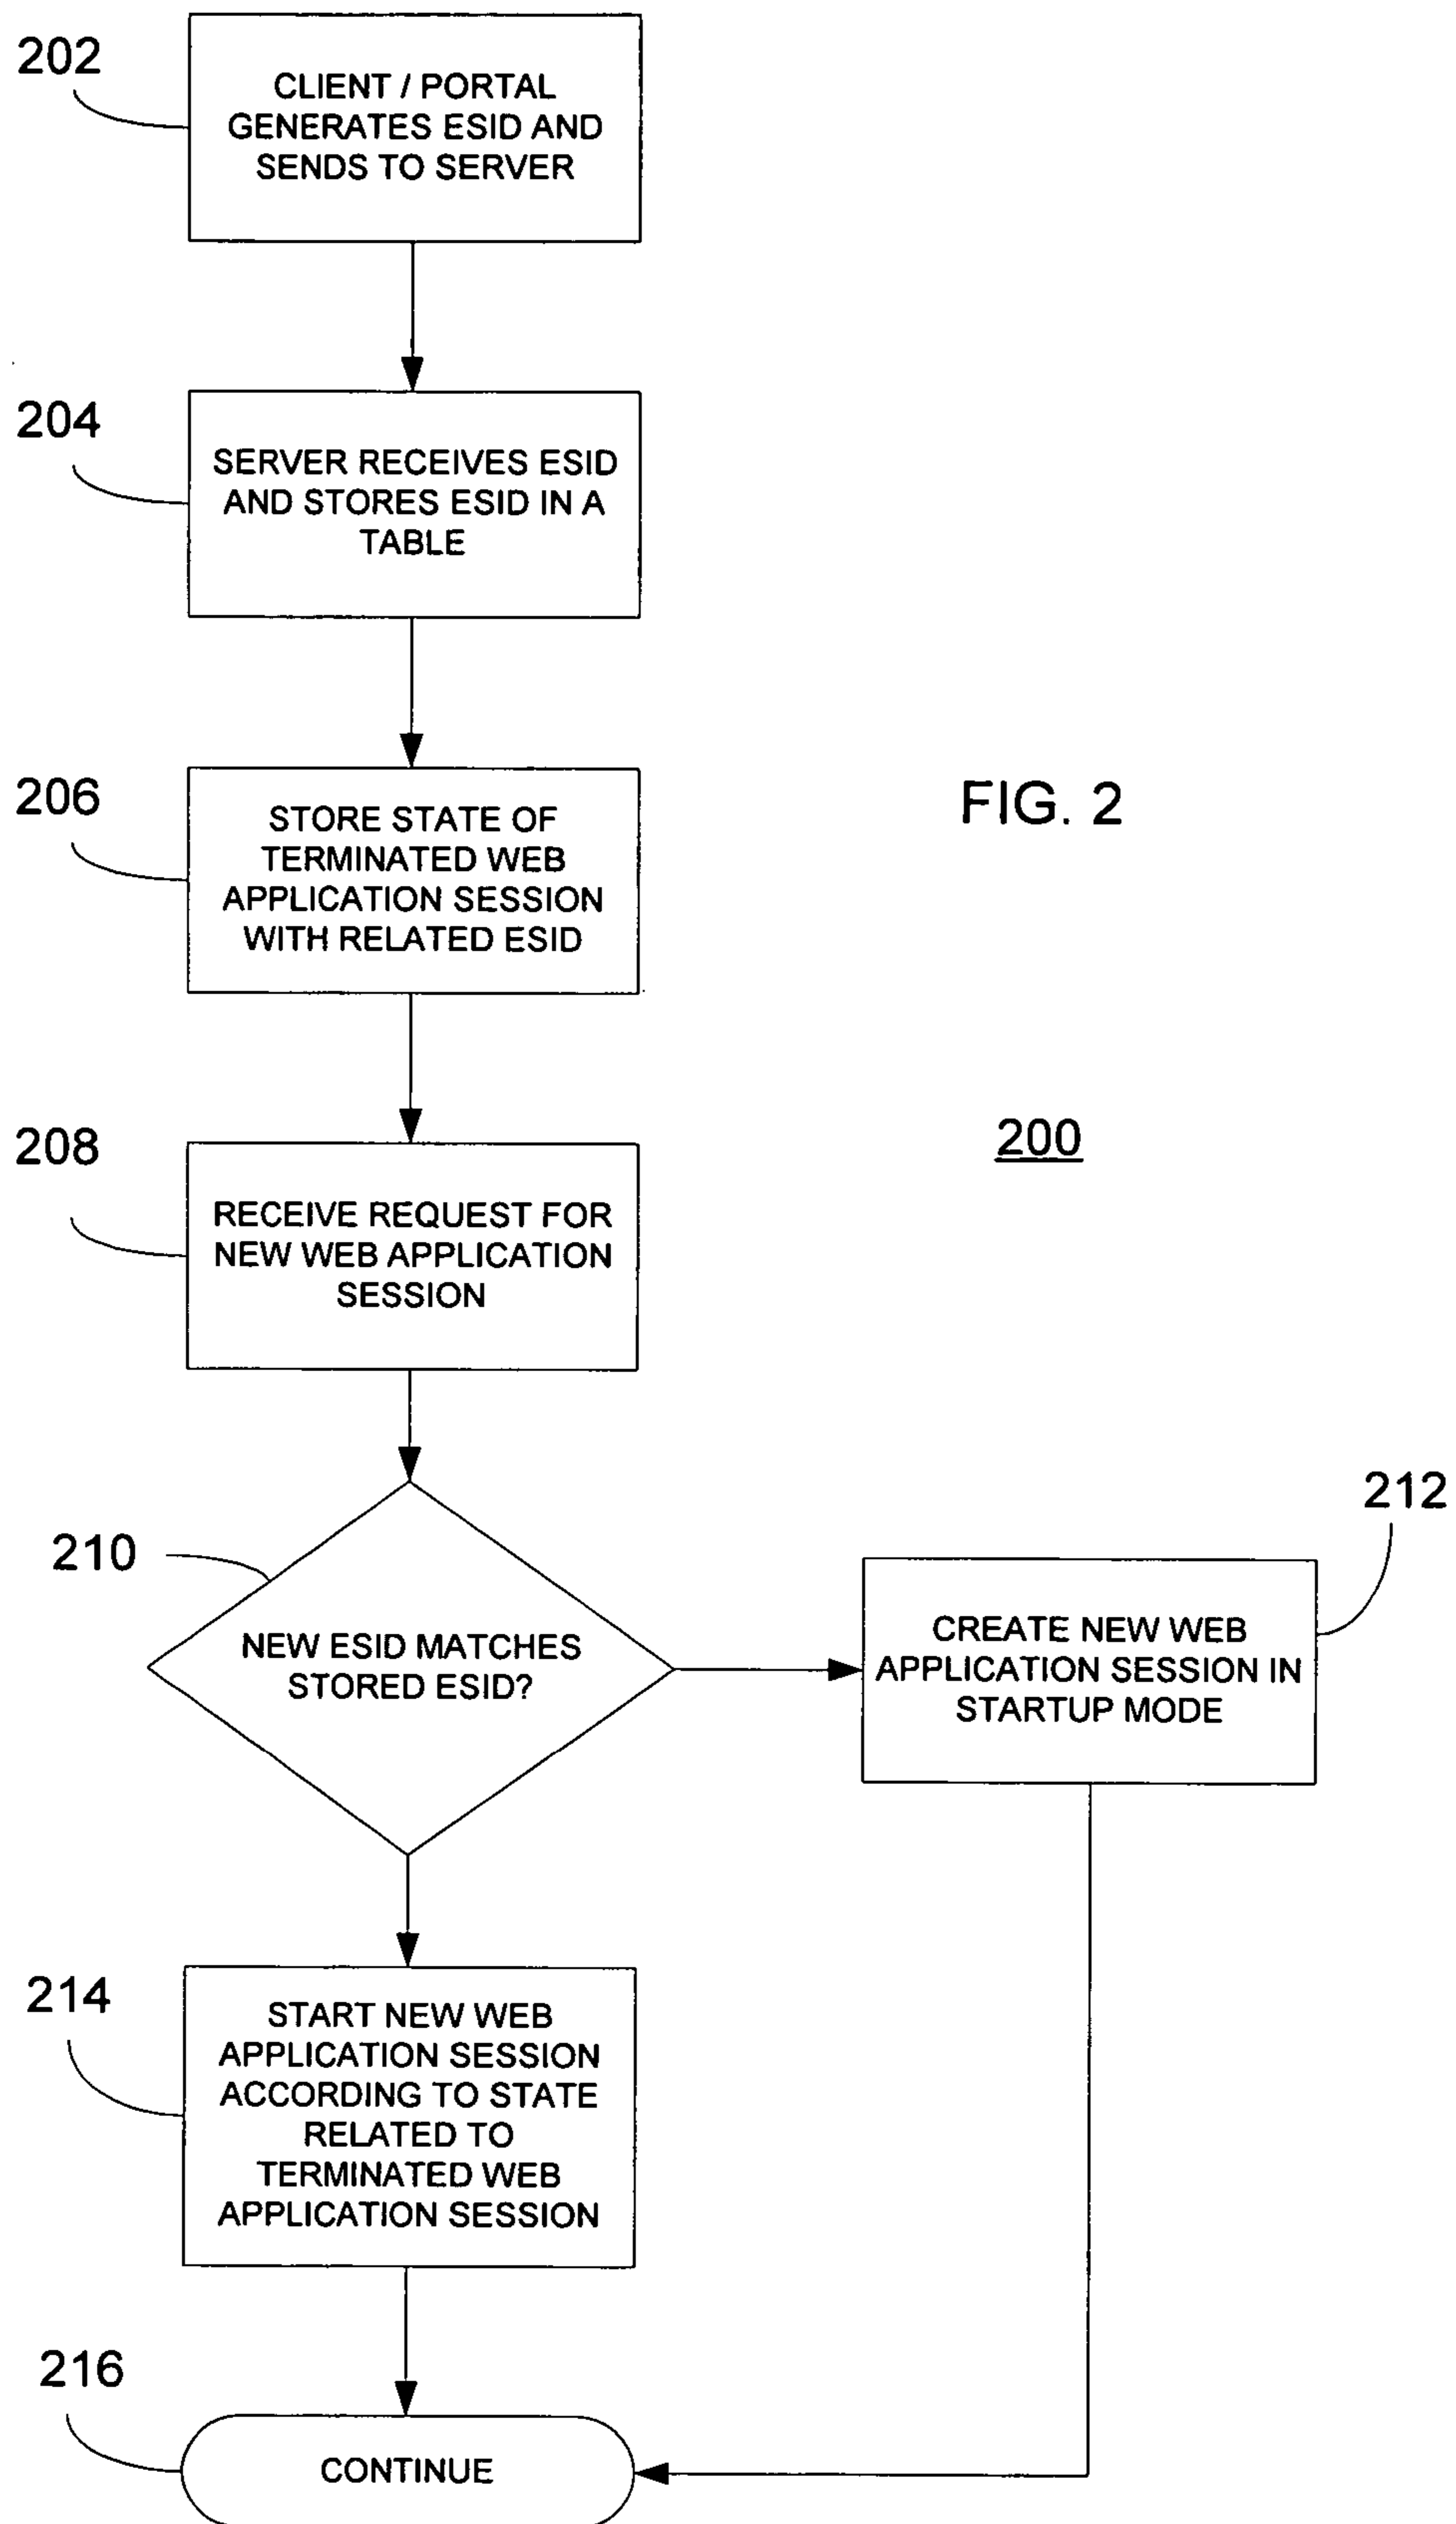 202
CLIENT / PORTAL
GENERATES ESID AND
SENDS TO SERVER
204
SERVER RECEIVES ESID
AND STORES ESID IN A
TABLE
206
STORE STATE OF
TERMINATED WEB
APPLICATION SESSION
WITH RELATED ESID
FIG. 2
208
RECEIVE REQUEST FOR
NEW WEB APPLICATION
SESSION
200
210
NEW ESID MATCHES
STORED ESID?
212
CREATE NEW WEB
APPLICATION SESSION IN
STARTUP MODE
214
START NEW WEB
APPLICATION SESSION
ACCORDING TO STATE
RELATED TO
TERMINATED WEB
APPLICATION SESSION
216
CONTINUE